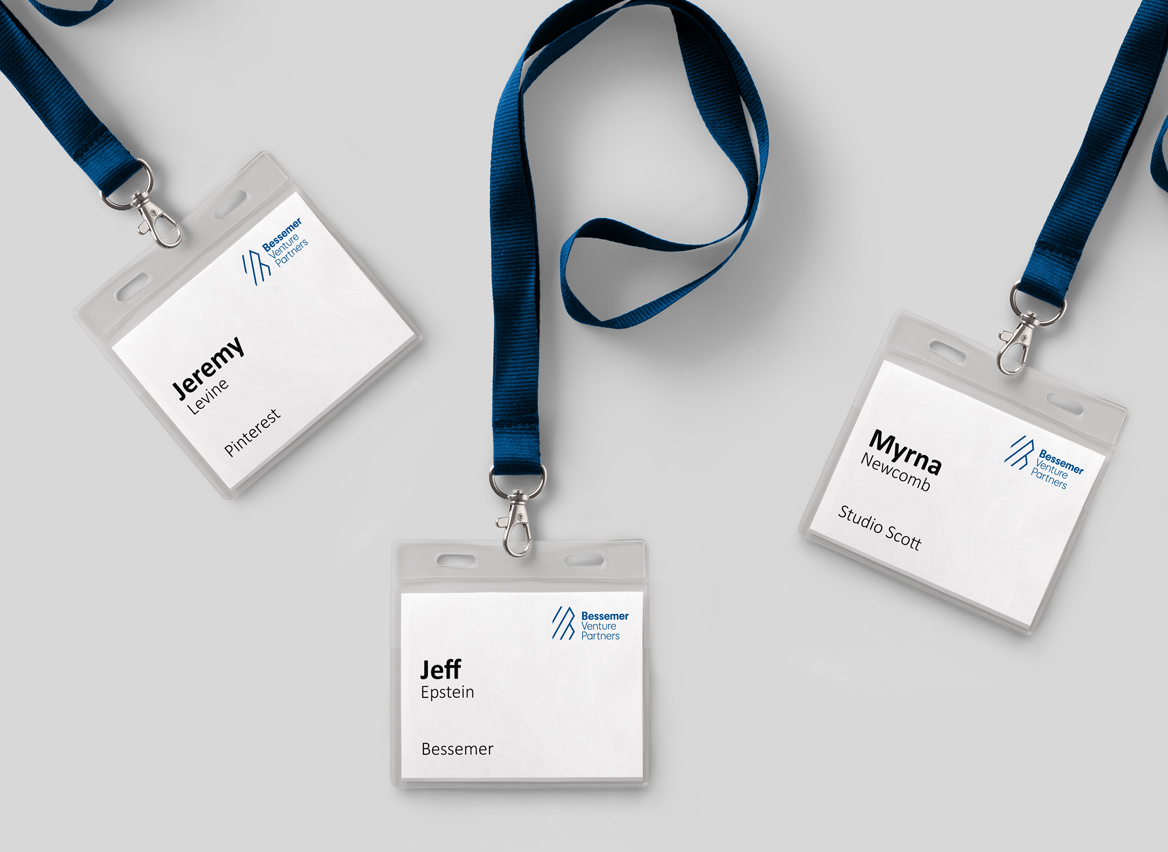 Bessemer
Venture
Partners
Jeremy
Levine
Pinterest
Bessemer
Venture
Partners
Jeff
Epstein
Bessemer
Bessemer
Venture
Partners
Myrna
Newcomb
Studio Scott